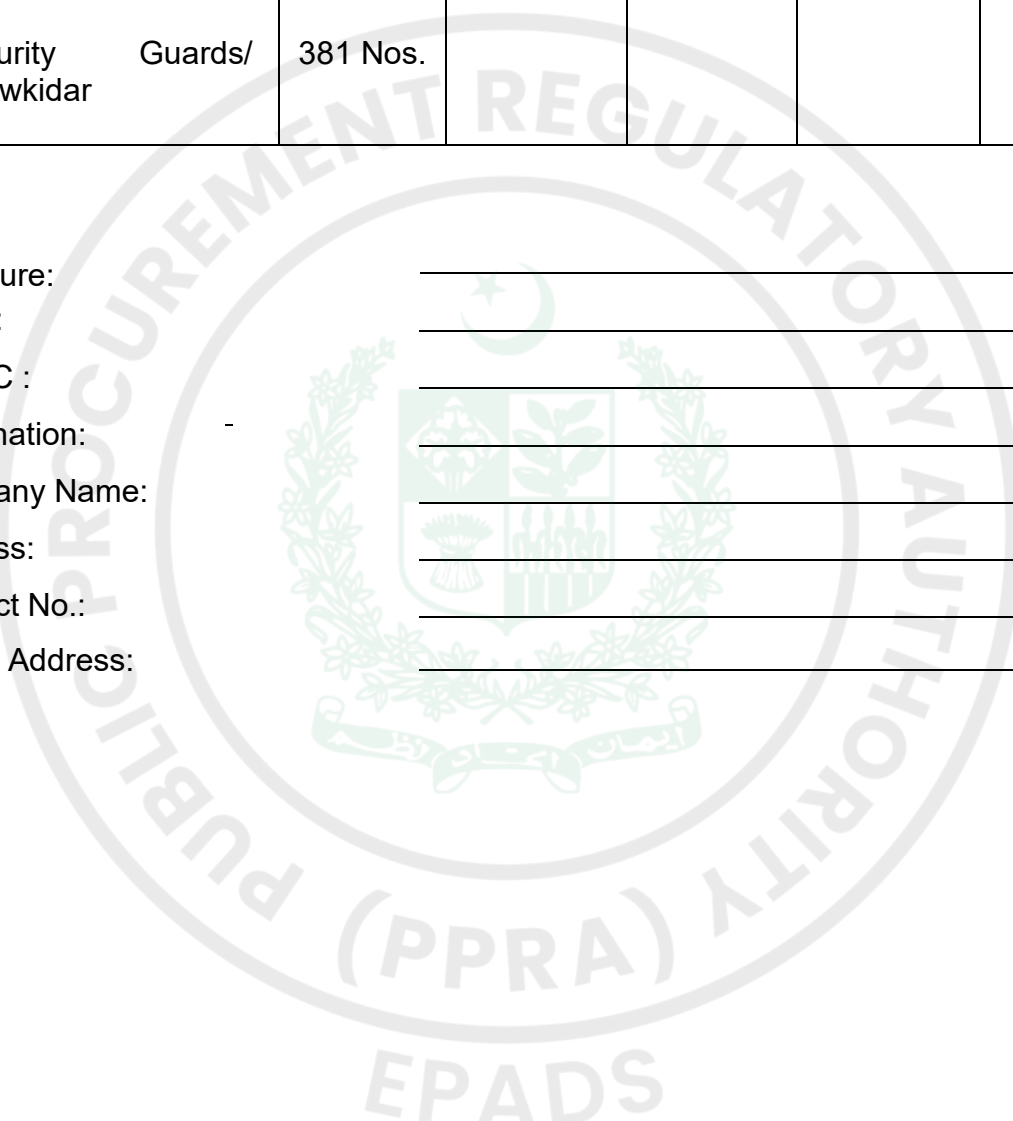 urity Guards/ 381 Nos.
wkidar
ure:
:
C :
nation:
any Name:
ss:
ct No.:
Address:
PUBLIC PROCUREMENT REGULATORY AUTHORITY
(PPRA)
EPADS